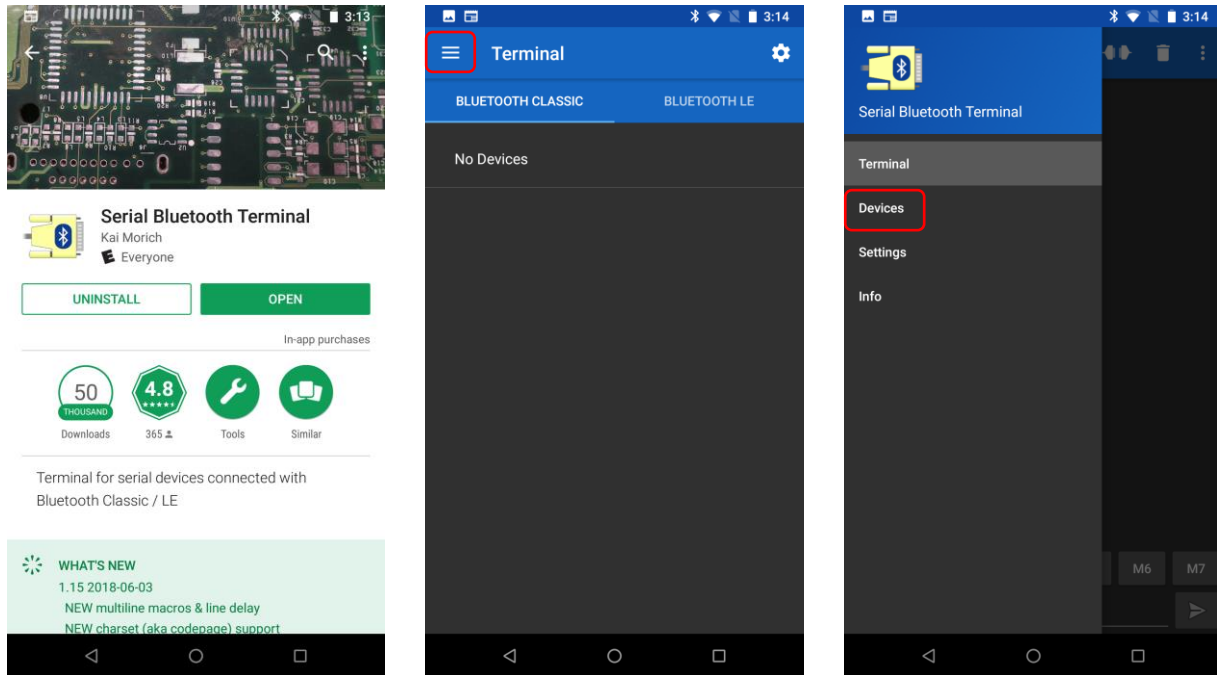 3:13
Serial Bluetooth Terminal
Kai Morich
E Everyone
UNINSTALL
OPEN
In-app purchases
50
THOUSAND
Downloads
4.8
365
Tools
Similar
Terminal for serial devices connected with
Bluetooth Classic / LE
WHAT'S NEW
1.15 2018-06-03
NEW multiline macros & line delay
NEW charset (aka codepage) support
3:14
Terminal
BLUETOOTH CLASSIC
BLUETOOTH LE
No Devices
3:14
Serial Bluetooth Terminal
Terminal
Devices
Settings
Info
M6
M7